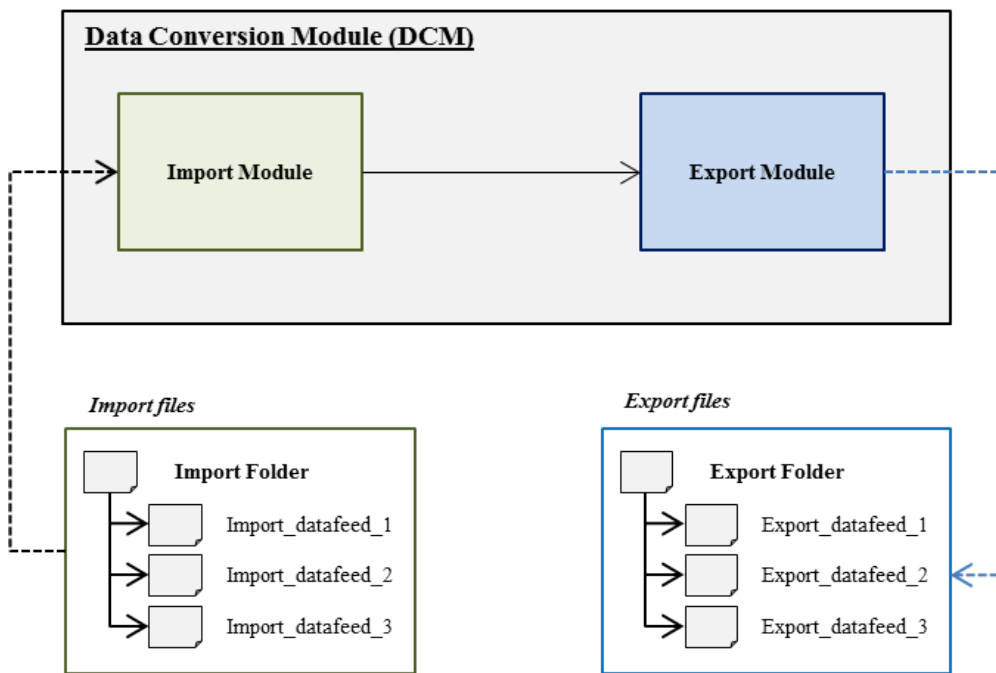 Data Conversion Module (DCM)
Import Module
Export Module
Import files
Import Folder
Import_datafeed_1
Import_datafeed_2
Import_datafeed_3
Export files
Export Folder
Export_datafeed_1
Export_datafeed_2
Export_datafeed_3